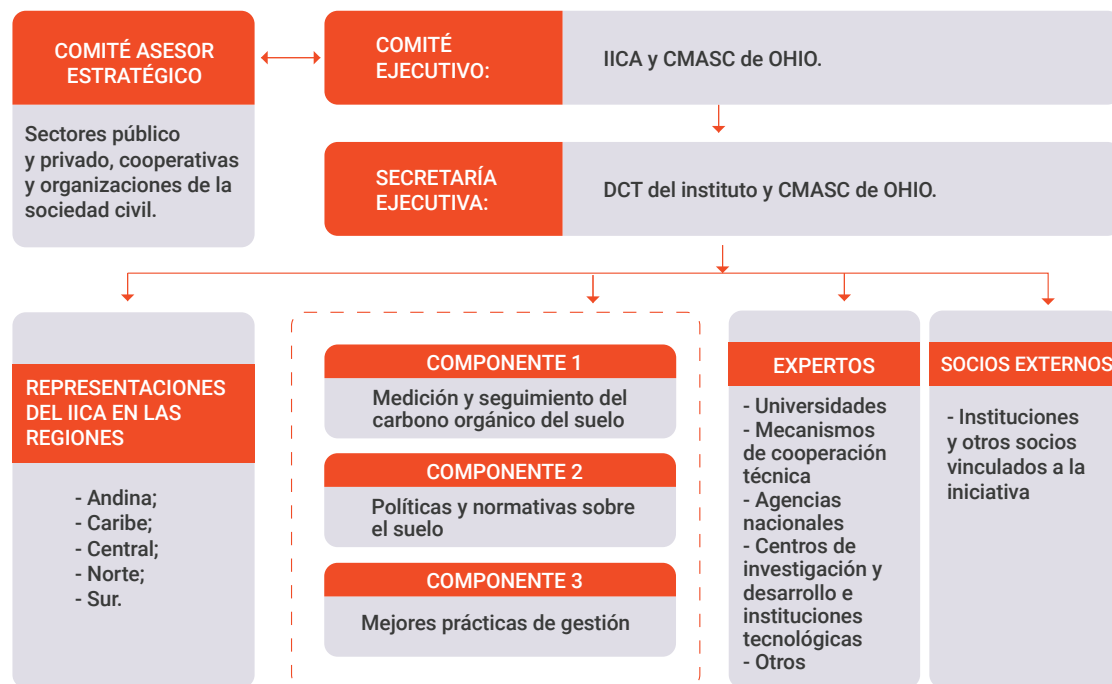 COMITÉ ASESOR
ESTRATÉGICO
Sectores público
y privado, cooperativas
y organizaciones de la
sociedad civil.
COMITÉ
EJECUTIVO:
IICA y CMASC de OHIO.
SECRETARÍA
EJECUTIVA:
DCT del instituto y CMASC de OHIO.
REPRESENTACIONES
DEL IICA EN LAS
REGIONES
- Andina;
- Caribe;
- Central;
- Norte;
- Sur.
COMPONENTE 1
Medición y seguimiento del
carbono orgánico del suelo
COMPONENTE 2
Políticas y normativas sobre
el suelo
COMPONENTE 3
Mejores prácticas de gestión
EXPERTOS
- Universidades
- Mecanismos
de cooperación
técnica
- Agencias
nacionales
- Centros de
investigación y
desarrollo e
instituciones
tecnológicas
- Otros
SOCIOS EXTERNOS
- Instituciones
y otros socios
vinculados a la
iniciativa